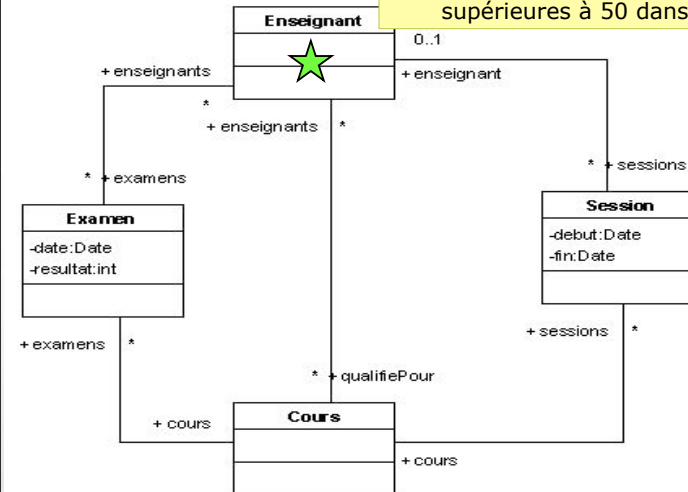 supérieures à 50 dans
Enseignant
0..1
+ enseignants
+ enseignant
*
+ enseignants
*
* + examens
* + sessions
Examen
-date:Date
-resultat:int
Session
-debut:Date
-fin:Date
+ examens
*
+ sessions
*
* + qualifiePour
+ cours
Cours
+ cours